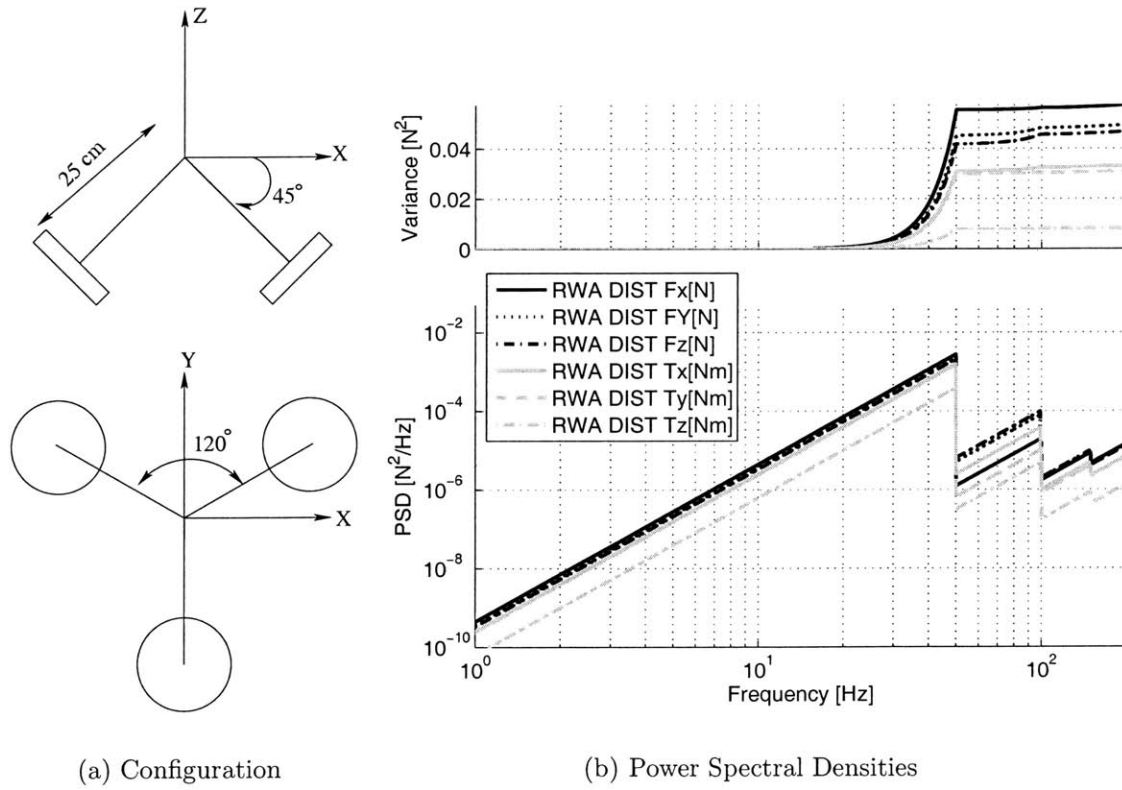 Z
25 cm
X
45°
Y
120°
X
(a) Configuration
Variance [N²]
0.04
0.02
0
RWA DIST Fx[N]
RWA DIST FY[N]
RWA DIST Fz[N]
RWA DIST Tx[Nm]
RWA DIST Ty[Nm]
RWA DIST Tz[Nm]
PSD [N²/Hz]
10⁻²
10⁻⁴
10⁻⁶
10⁻⁸
10⁻¹⁰
10⁰ 10¹ 10²
Frequency [Hz]
(b) Power Spectral Densities